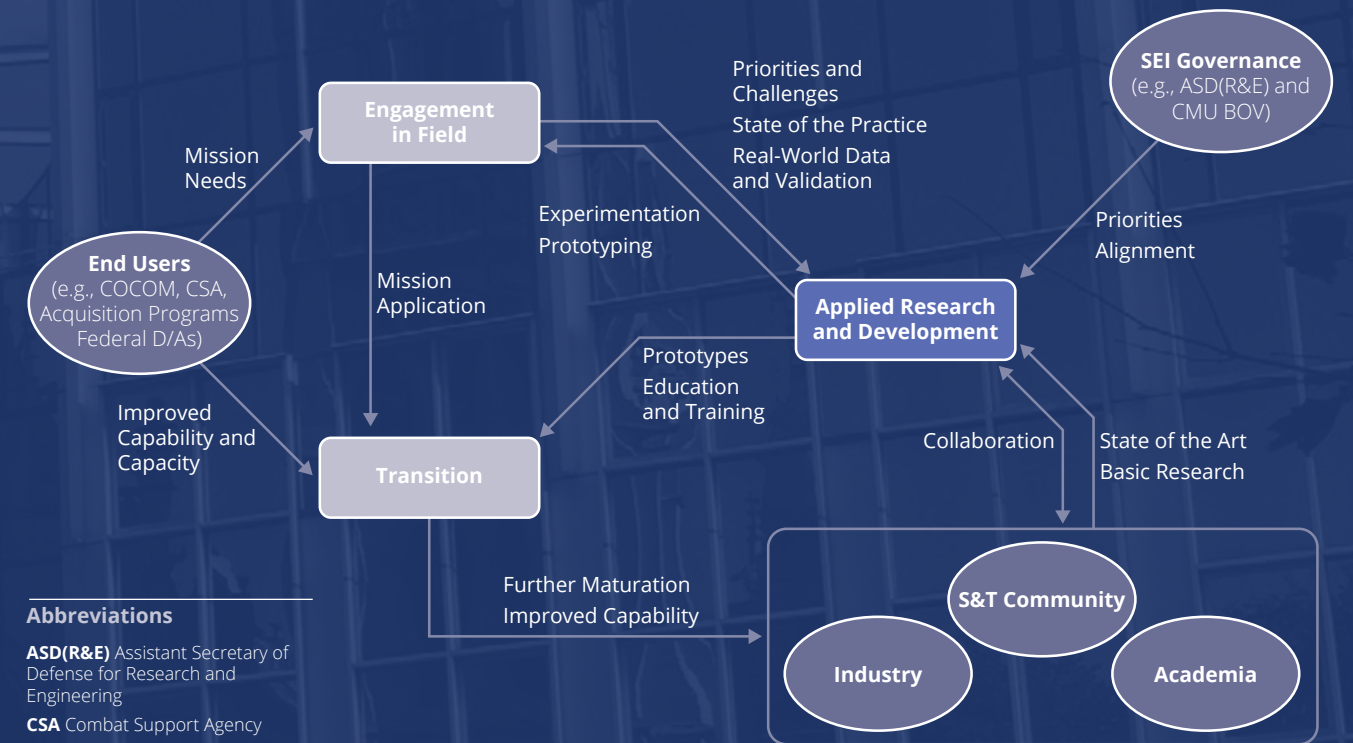 SEI Governance
(e.g., ASD(R&E) and
CMU BOV)
Priorities and
Challenges
State of the Practice
Real-World Data
and Validation
Engagement
in Field
Mission
Needs
Experimentation
Prototyping
Priorities
Alignment
End Users
(e.g., COCOM, CSA,
Acquisition Programs
Federal D/As)
Mission
Application
Applied Research
and Development
Prototypes
Education
and Training
Improved
Capability and
Capacity
Collaboration
State of the Art
Basic Research
Transition
Further Maturation
Improved Capability
S&T Community
Industry
Academia
Abbreviations
ASD(R&E) Assistant Secretary of
Defense for Research and
Engineering
CSA Combat Support Agency